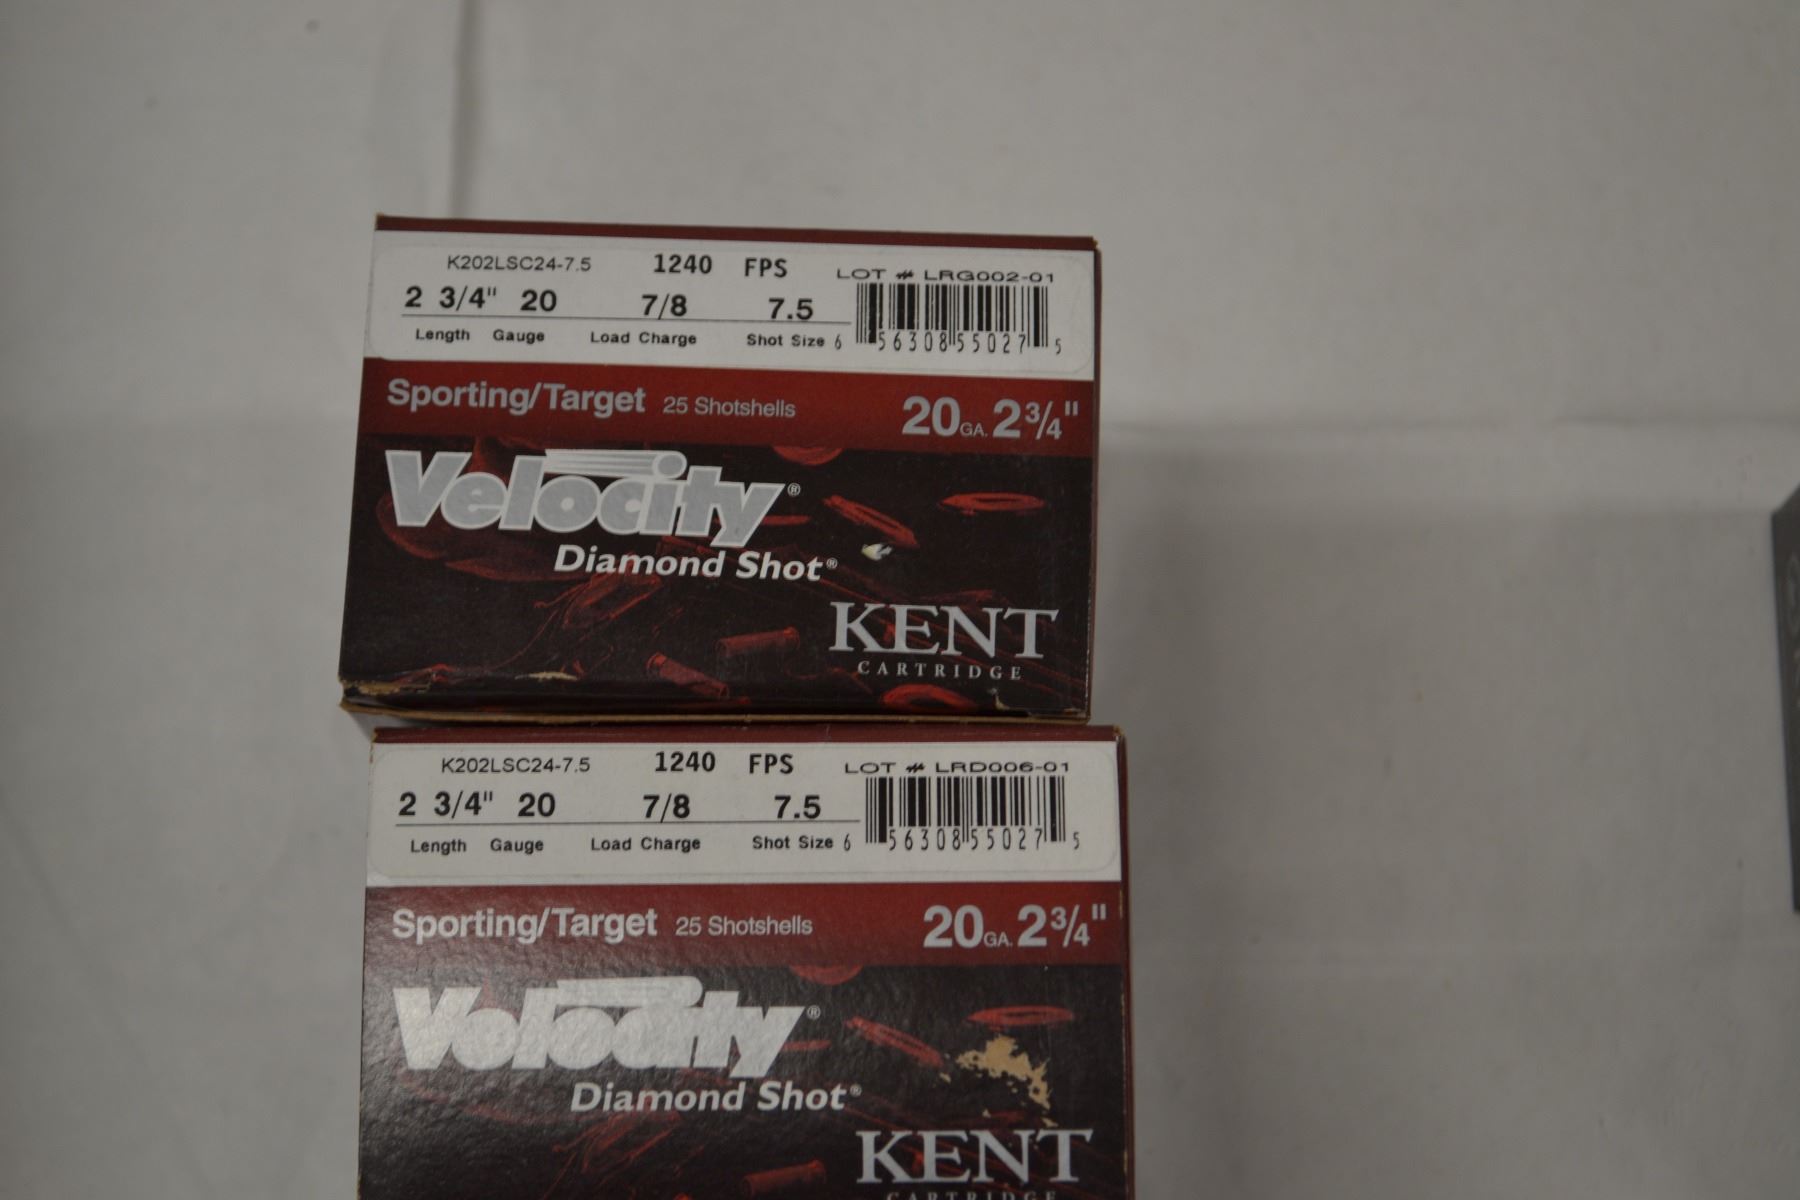 K202LSC24-7.5 1240 FPS LOT # LRG002-01
2 3/4" 20 7/8 7.5
Length Gauge Load Charge Shot Size 6 56308 55027 5
Sporting/Target 25 Shotshells 20GA. 2 3/4"
Velocity®
Diamond Shot®
KENT
CARTRIDGE
K202LSC24-7.5 1240 FPS LOT # LRD006-01
2 3/4" 20 7/8 7.5
Length Gauge Load Charge Shot Size 6 56308 55027 5
Sporting/Target 25 Shotshells 20GA. 2 3/4"
Velocity®
Diamond Shot®
KENT
CARTRIDGE